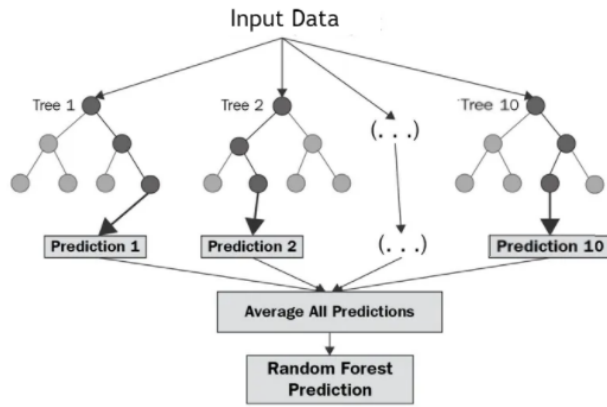 Input Data
Tree 1
Tree 2
Tree 10
(. . .)
Prediction 1
Prediction 2
(. . .)
Prediction 10
Average All Predictions
Random Forest
Prediction